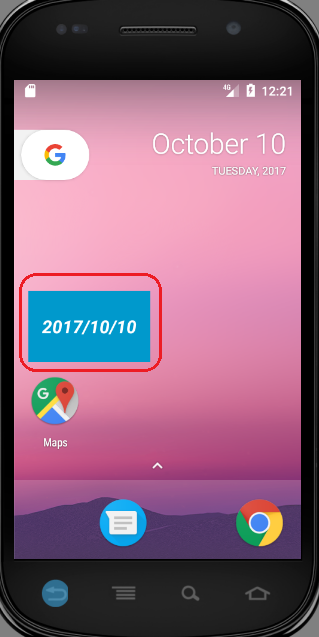 4G 12:21
G
October 10
TUESDAY, 2017
2017/10/10
G
Maps